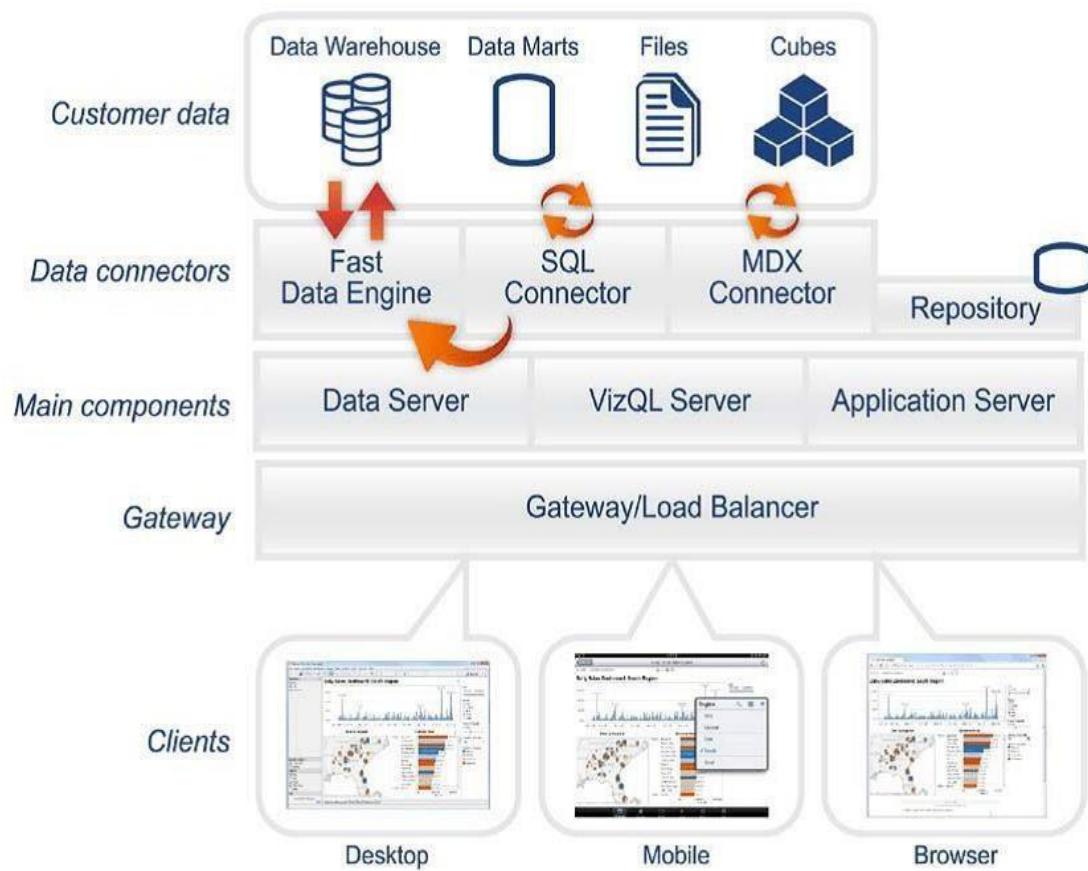 Data Warehouse
Data Marts
Files
Cubes
Customer data
Data connectors
Fast
Data Engine
SQL
Connector
MDX
Connector
Repository
Main components
Data Server
VizQL Server
Application Server
Gateway
Gateway/Load Balancer
Clients
Desktop
Mobile
Browser